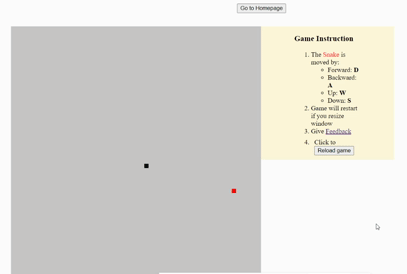 Go to Homepage
Game Instruction
1. The Snake is
moved by:
Forward: D
Backward:
A
Up: W
Down: S
2. Game will restart
if you resize
window
3. Give Feedback
4. Click to
Reload game